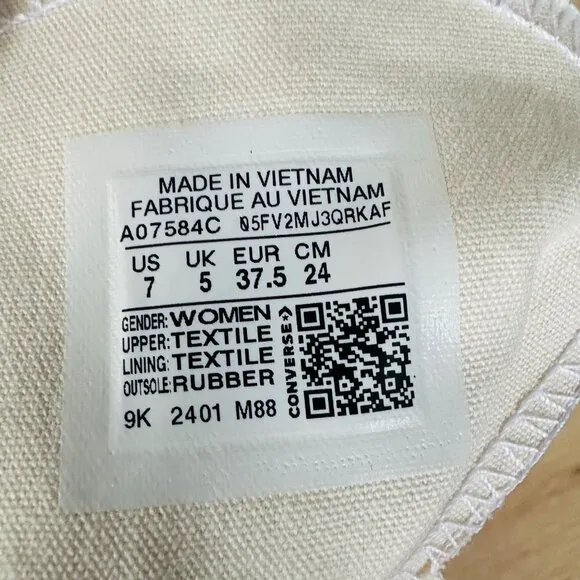 MADE IN VIETNAM
FABRIQUE AU VIETNAM
A07584C 05FV2MJ3QRKAF
US UK EUR CM
7 5 37.5 24
GENDER: WOMEN
UPPER: TEXTILE
LINING: TEXTILE
OUTSOLE: RUBBER
9K 2401 M88
CONVERSE